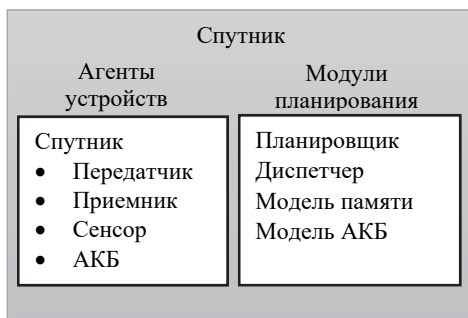 Спутник
Агенты
устройств
Спутник
• Передатчик
• Приемник
• Сенсор
• АКБ
Модули
планирования
Планировщик
Диспетчер
Модель памяти
Модель АКБ